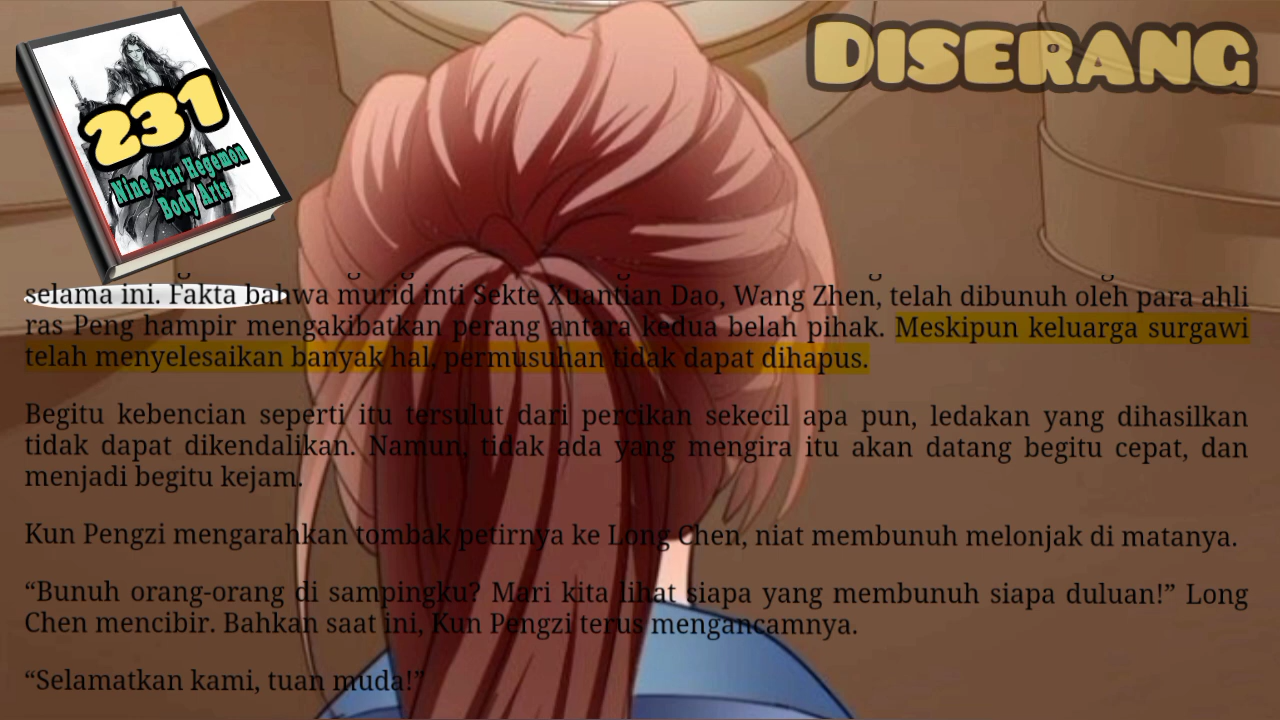 DISERANG
231
Nine Star Hegemon
Body Arts
selama ini. Fakta bahwa murid inti Sekte Xuantian Dao, Wang Zhen, telah dibunuh oleh para ahli
ras Peng hampir mengakibatkan perang antara kedua belah pihak. Meskipun keluarga surgawi
telah menyelesaikan banyak hal, permusuhan tidak dapat dihapus.
Begitu kebencian seperti itu tersulut dari percikan sekecil apa pun, ledakan yang dihasilkan
tidak dapat dikendalikan. Namun, tidak ada yang mengira itu akan datang begitu cepat, dan
menjadi begitu kejam.
Kun Pengzi mengarahkan tombak petirnya ke Long Chen, niat membunuh melonjak di matanya.
“Bunuh orang-orang di sampingku? Mari kita lihat siapa yang membunuh siapa duluan!” Long
Chen mencibir. Bahkan saat ini, Kun Pengzi terus mengancamnya.
“Selamatkan kami, tuan muda!”